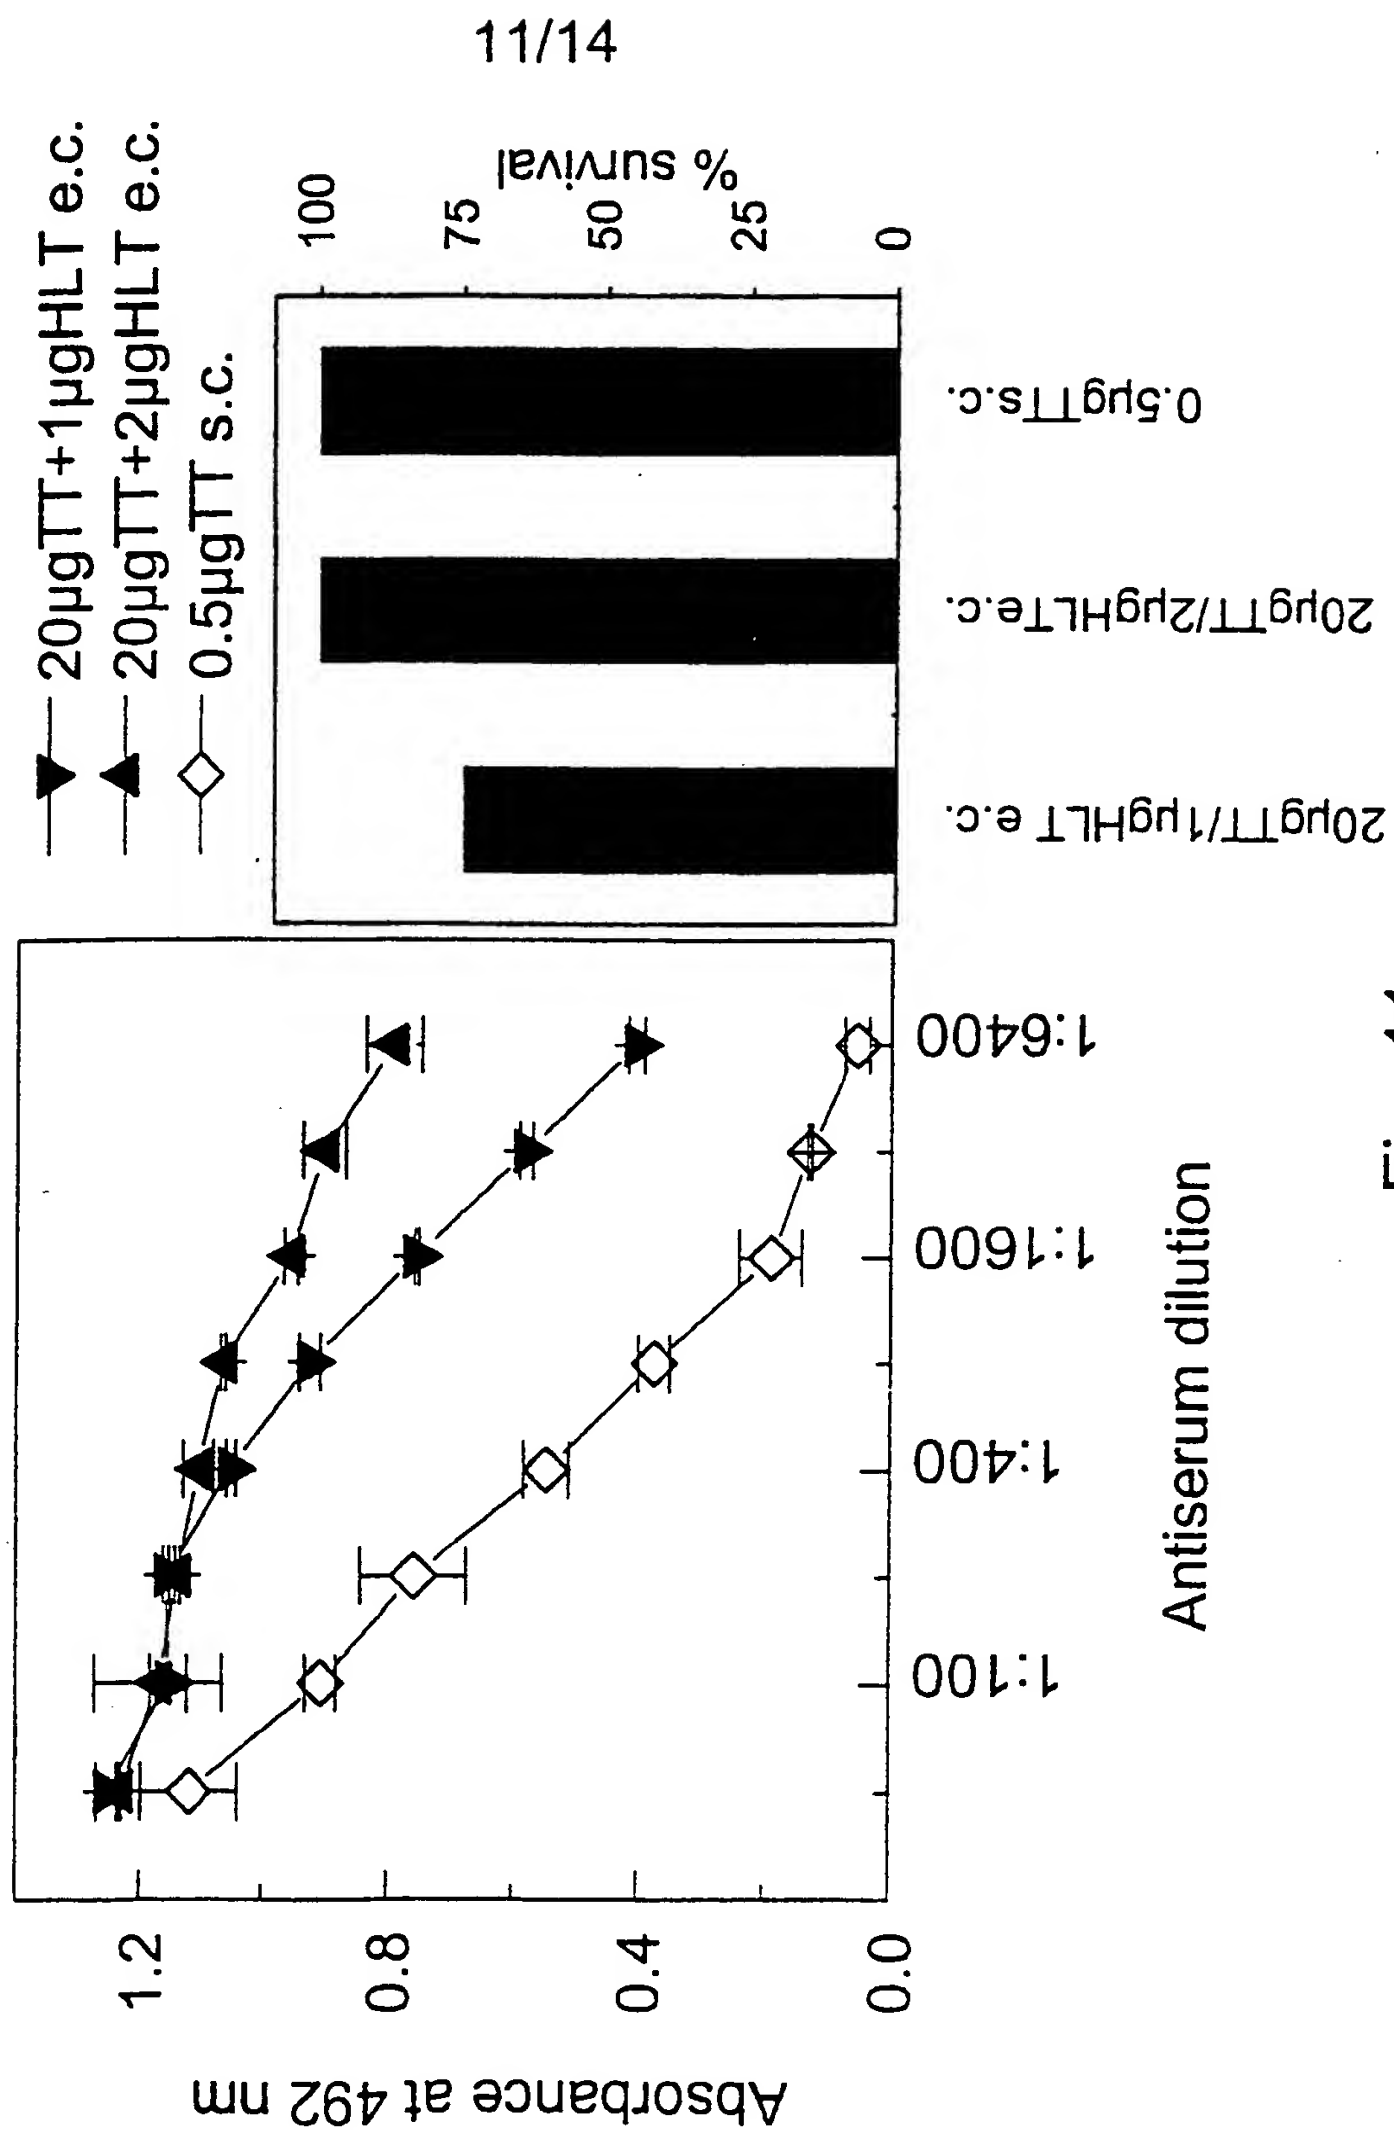 11/14
20µgTT+1µgHLT e.c.
20µgTT+2µgHLT e.c.
0.5µgTT s.c.
Absorbance at 492 nm
1.2
0.8
0.4
0.0
1:100
1:400
1:1600
1:6400
Antiserum dilution
% survival
100
75
50
25
0
20µgTT/1µgHLT e.c.
20µgTT/2µgHLTe.c.
0.5µgTTs.c.